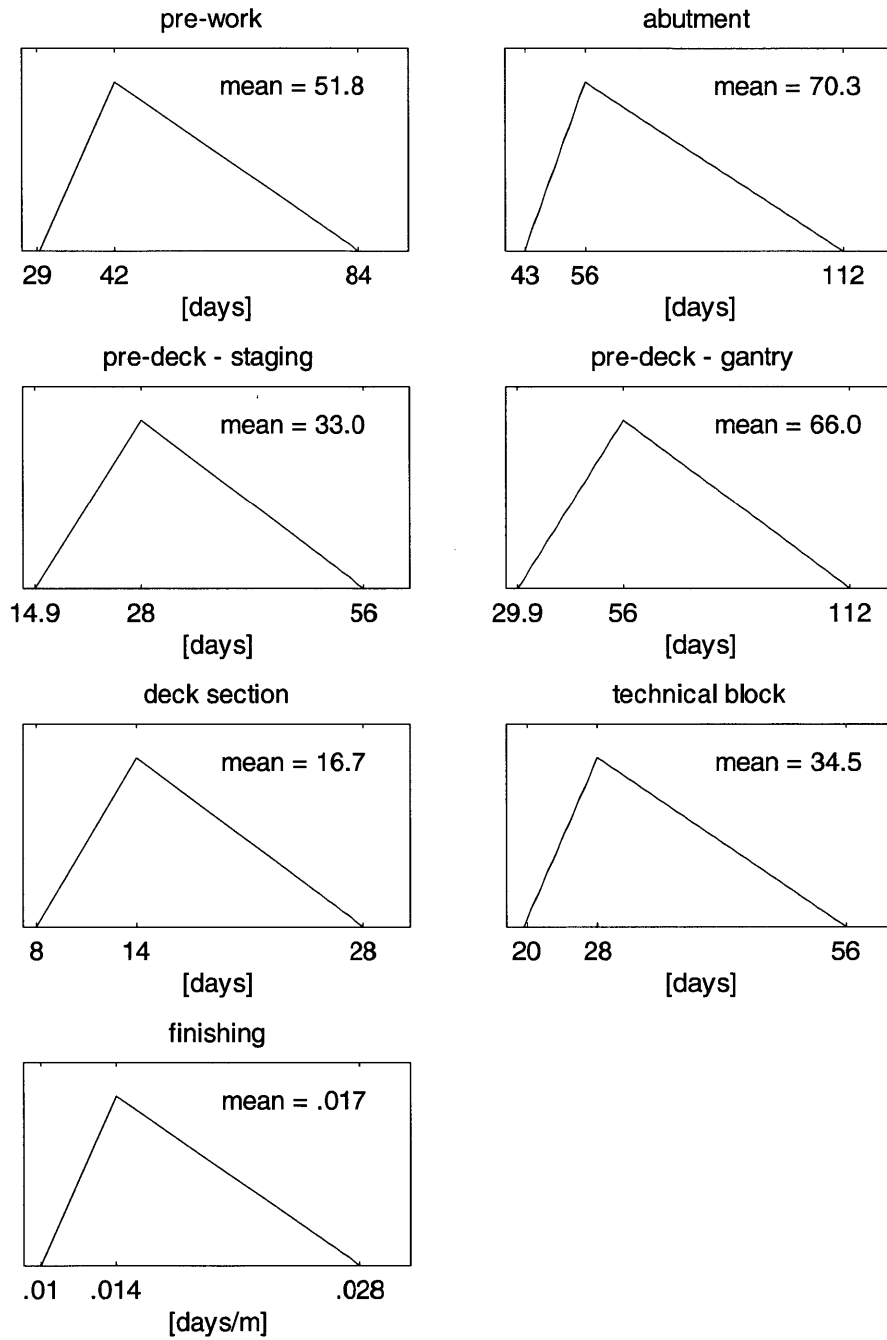 pre-work
mean = 51.8
29 42 84
[days]
abutment
mean = 70.3
43 56 112
[days]
pre-deck - staging
mean = 33.0
14.9 28 56
[days]
pre-deck - gantry
mean = 66.0
29.9 56 112
[days]
deck section
mean = 16.7
8 14 28
[days]
technical block
mean = 34.5
20 28 56
[days]
finishing
mean = .017
.01 .014 .028
[days/m]